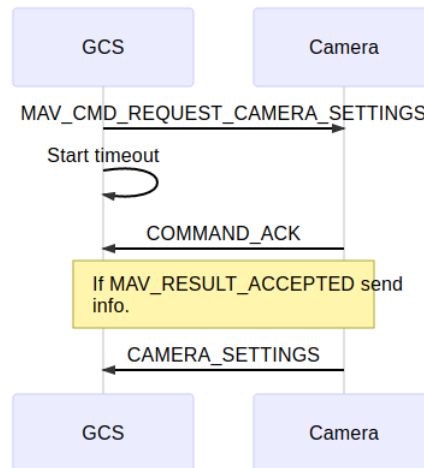 GCS
Camera
MAV_CMD_REQUEST_CAMERA_SETTINGS
Start timeout
COMMAND_ACK
If MAV_RESULT_ACCEPTED send
info.
CAMERA_SETTINGS
GCS
Camera